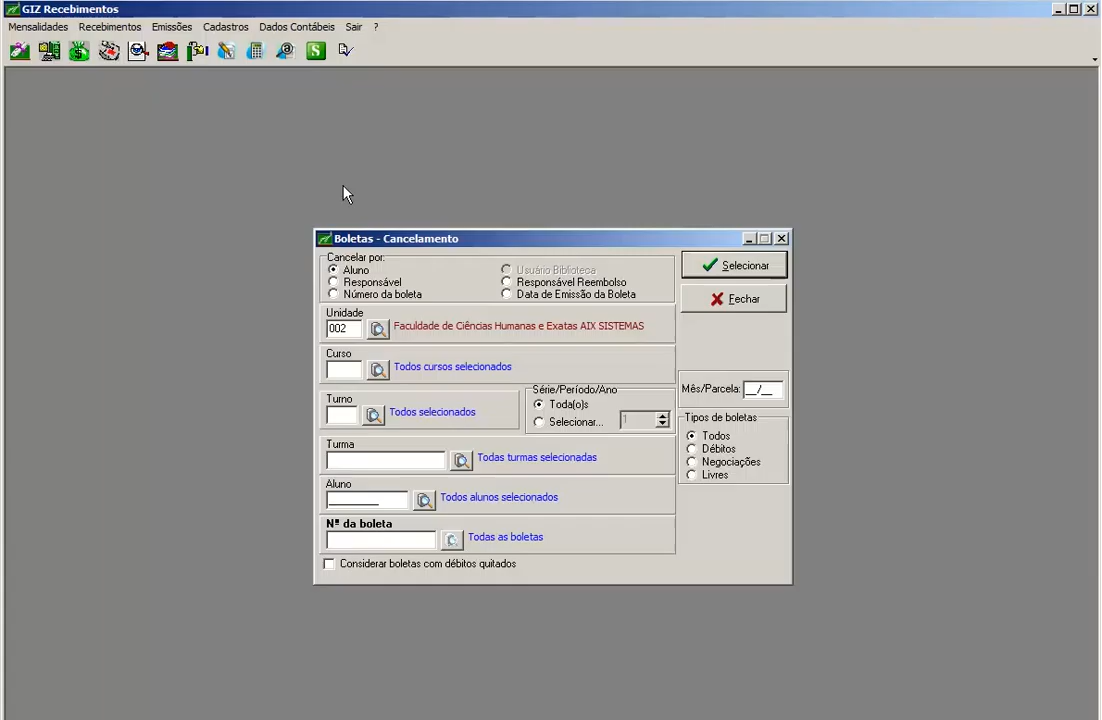 GIZ Recebimentos
Mensalidades Recebimentos Emissões Cadastros Dados Contábeis Sair ?
S
Boletas - Cancelamento
Cancelar por:
Aluno
Usuário Biblioteca
Responsável
Responsável Reembolso
Número da boleta
Data de Emissão da Boleta
Selecionar
Fechar
Unidade
002
Faculdade de Ciências Humanas e Exatas AIX SISTEMAS
Curso
Todos cursos selecionados
Turno
Todos selecionados
Série/Período/Ano
Toda(o)s
Selecionar...
1
Mês/Parcela: __/__
Tipos de boletas
Todos
Débitos
Negociações
Livres
Turma
Todas turmas selecionadas
Aluno
Todos alunos selecionados
Nº da boleta
Todas as boletas
Considerar boletas com débitos quitados